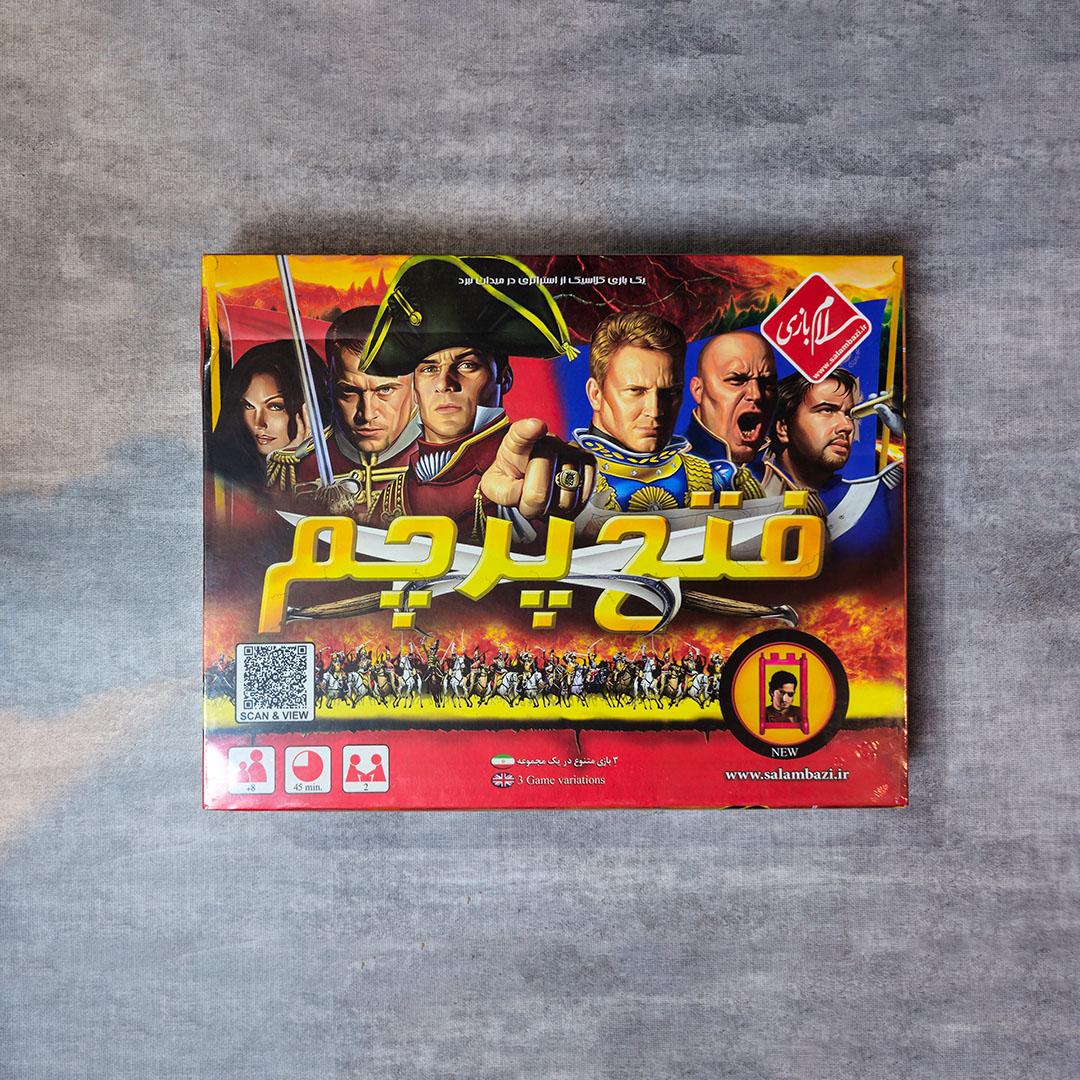 یک بازی کلاسیک از استراتژی در میدان نبرد
سلام بازی
www.salambazi.ir
فتح پرچم
SCAN & VIEW
NEW
+8
45 min.
2
۳ بازی متنوع در یک مجموعه
3 Game variations
www.salambazi.ir